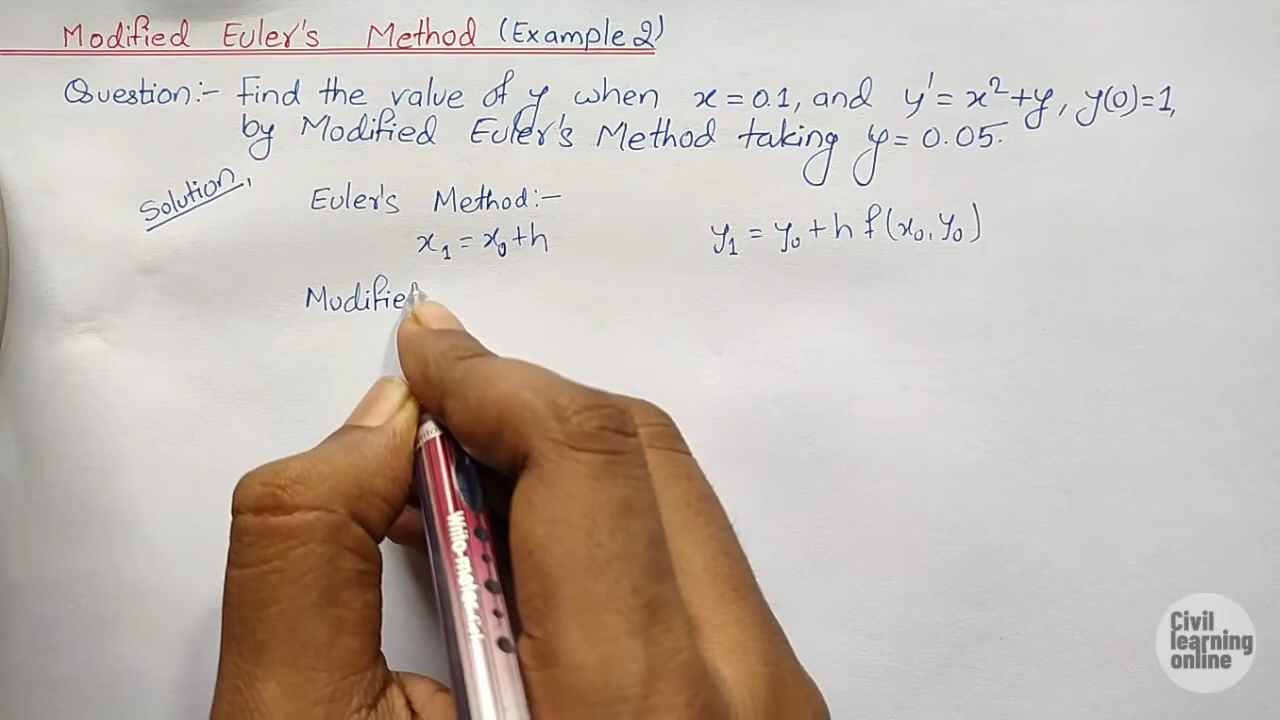 Modified Euler's Method (Example 2)
Question:- Find the value of y when x = 0.1, and y' = x² + y, y(0)=1,
by Modified Euler's Method taking y = 0.05.
Solution,
Euler's Method:-
x₁ = x₀ + h
y₁ = y₀ + h f(x₀, y₀)
Modifie
Civil
learning
online